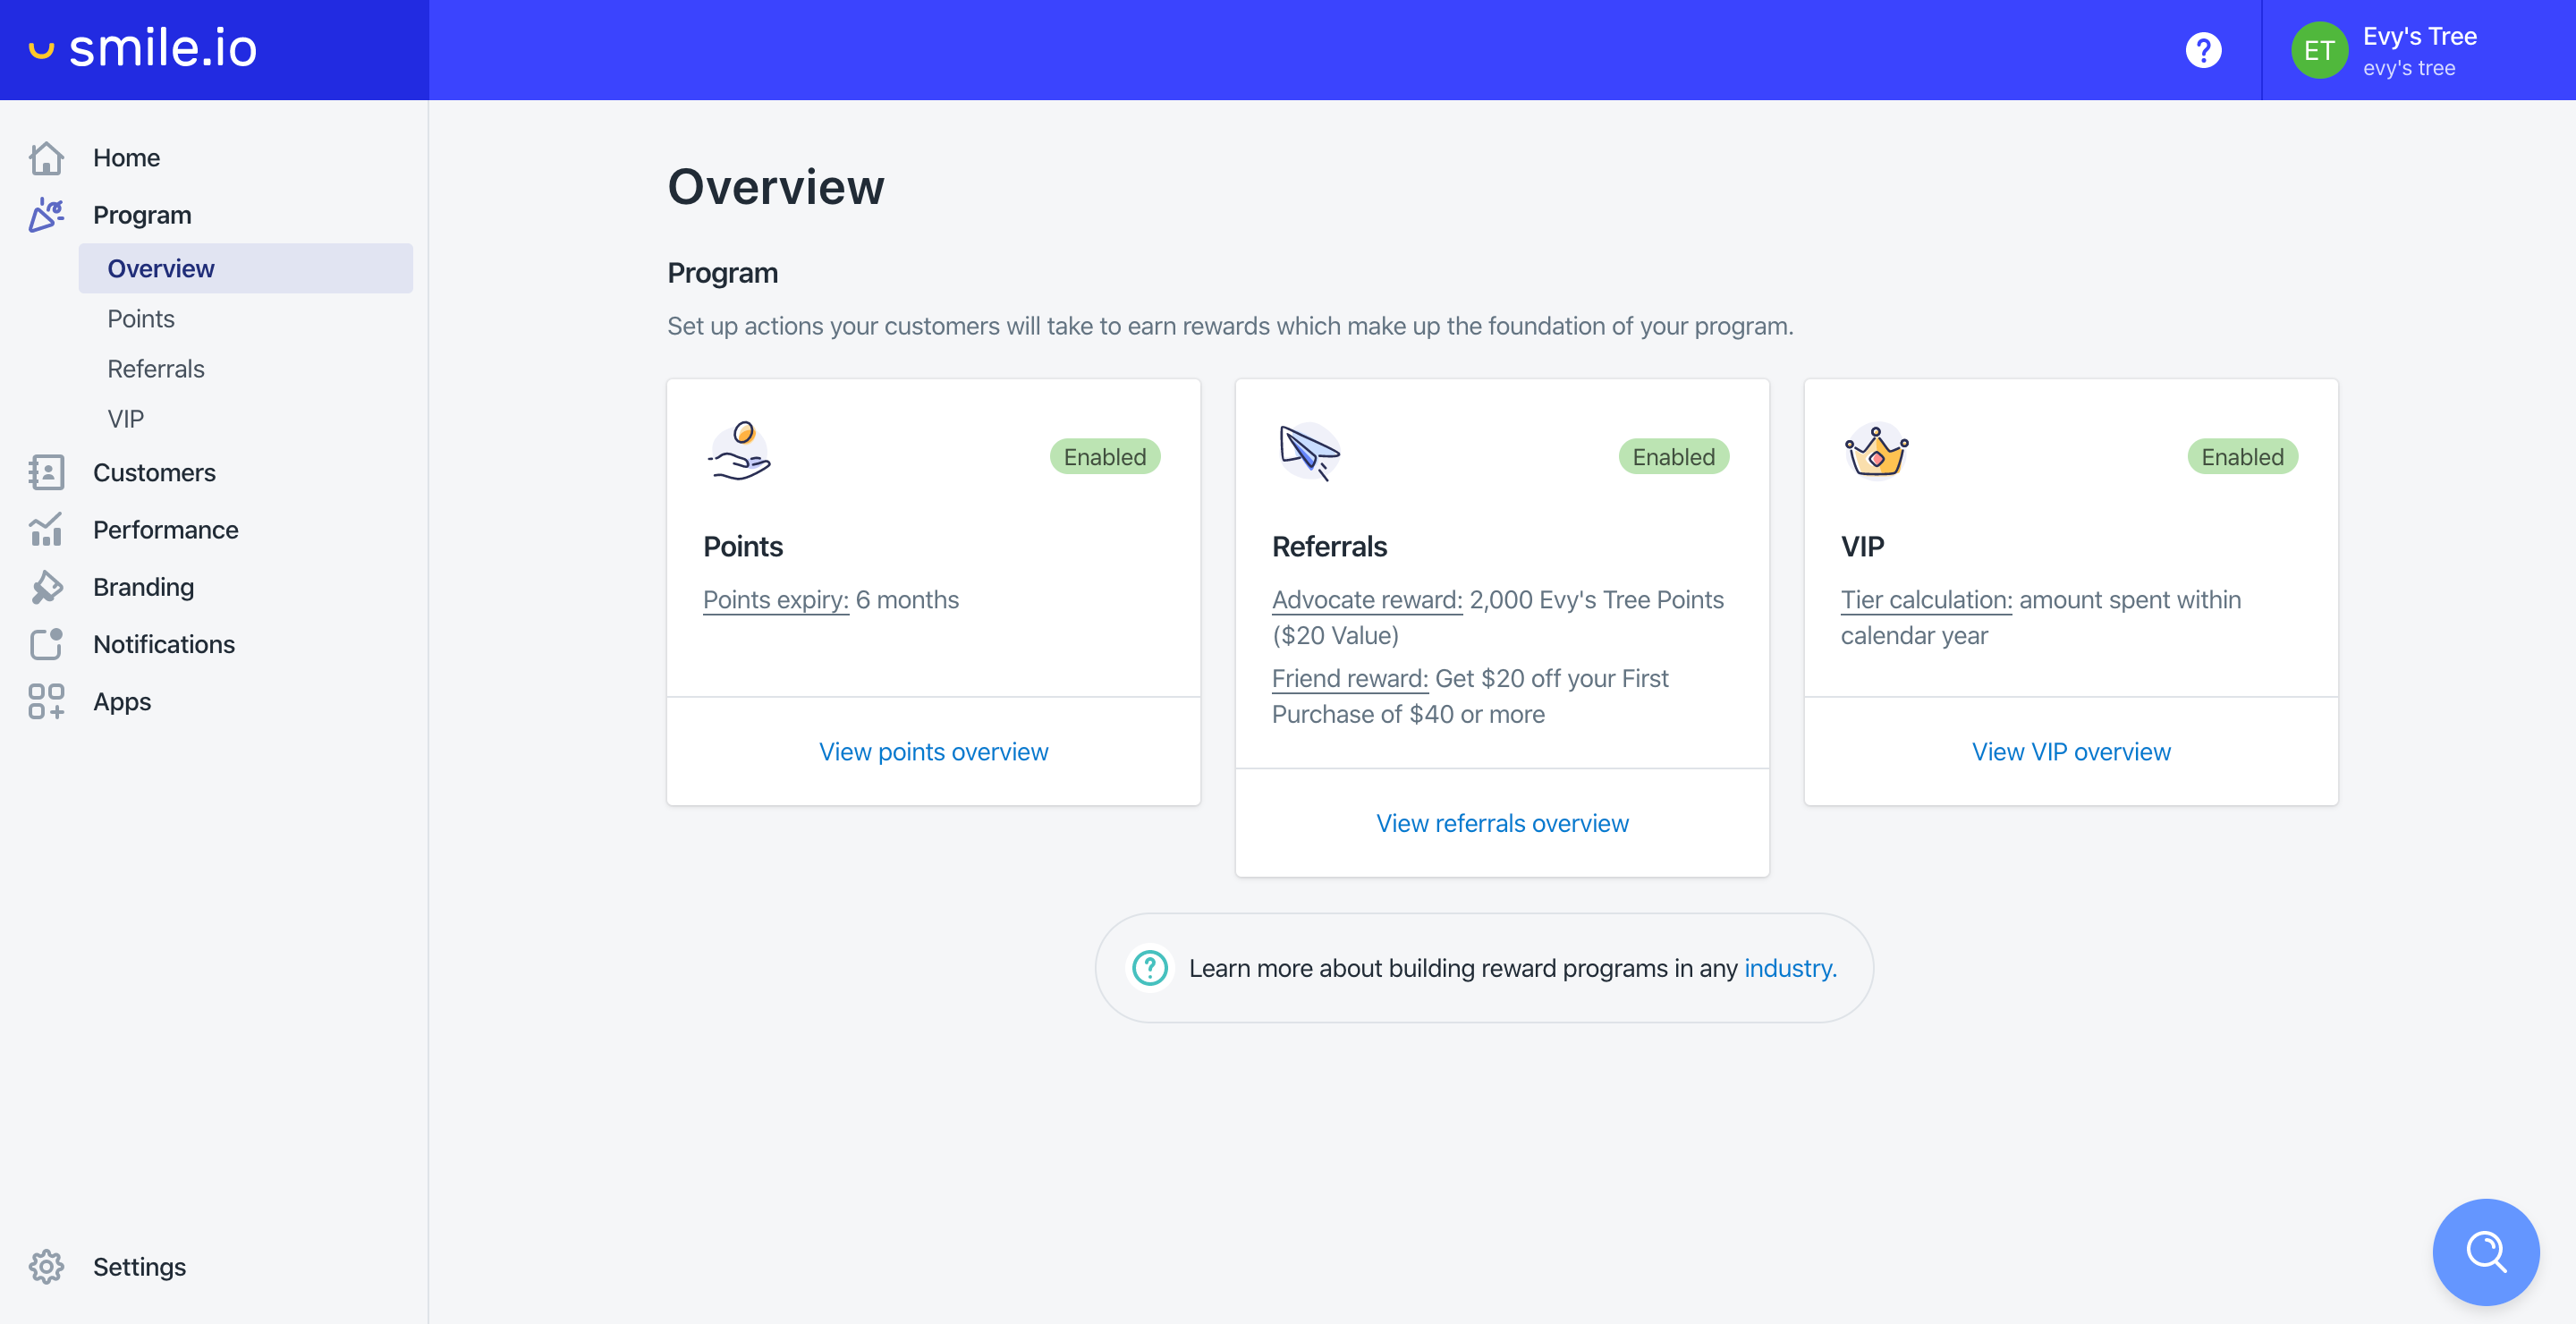 smile.io
?
ET
Evy's Tree
evy's tree
Home
Program
Overview
Points
Referrals
VIP
Customers
Performance
Branding
Notifications
Apps
Settings
Overview
Program
Set up actions your customers will take to earn rewards which make up the foundation of your program.
Enabled
Points
Points expiry: 6 months
View points overview
Enabled
Referrals
Advocate reward: 2,000 Evy's Tree Points
($20 Value)
Friend reward: Get $20 off your First
Purchase of $40 or more
View referrals overview
Enabled
VIP
Tier calculation: amount spent within
calendar year
View VIP overview
? Learn more about building reward programs in any industry.